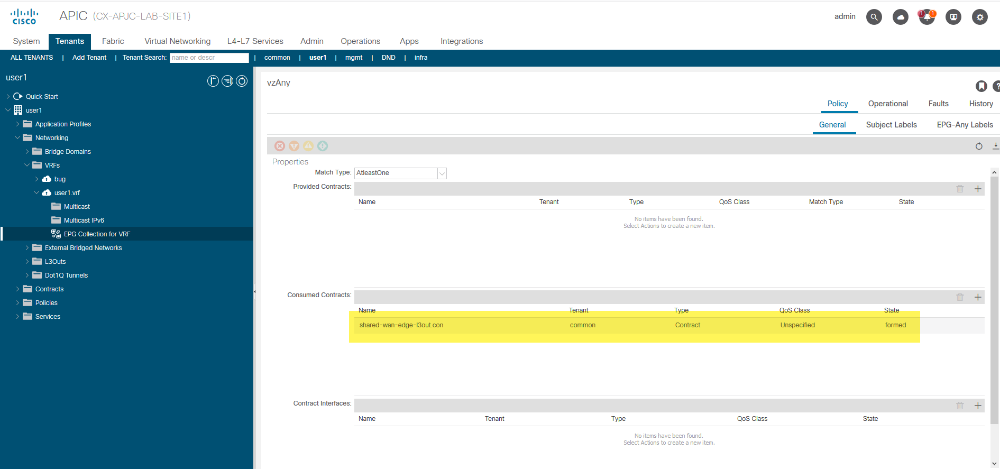 CISCO
APIC (CX-APJC-LAB-SITE1)
admin
1
1
System Tenants Fabric Virtual Networking L4-L7 Services Admin Operations Apps Integrations
ALL TENANTS | Add Tenant | Tenant Search: name or descr | common | user1 | mgmt | DND | infra
user1
Quick Start
user1
Application Profiles
Networking
Bridge Domains
VRFs
bug
user1.vrf
Multicast
Multicast IPv6
EPG Collection for VRF
External Bridged Networks
L3Outs
Dot1Q Tunnels
Contracts
Policies
Services
vzAny
?
Policy Operational Faults History
General Subject Labels EPG-Any Labels
Properties
Match Type: AtleastOne
Provided Contracts:
Name Tenant Type QoS Class Match Type State
No items have been found.
Select Actions to create a new item.
Consumed Contracts:
Name Tenant Type QoS Class State
shared-wan-edge-l3out.con common Contract Unspecified formed
Contract Interfaces:
Name Tenant Type QoS Class State
No items have been found.
Select Actions to create a new item.